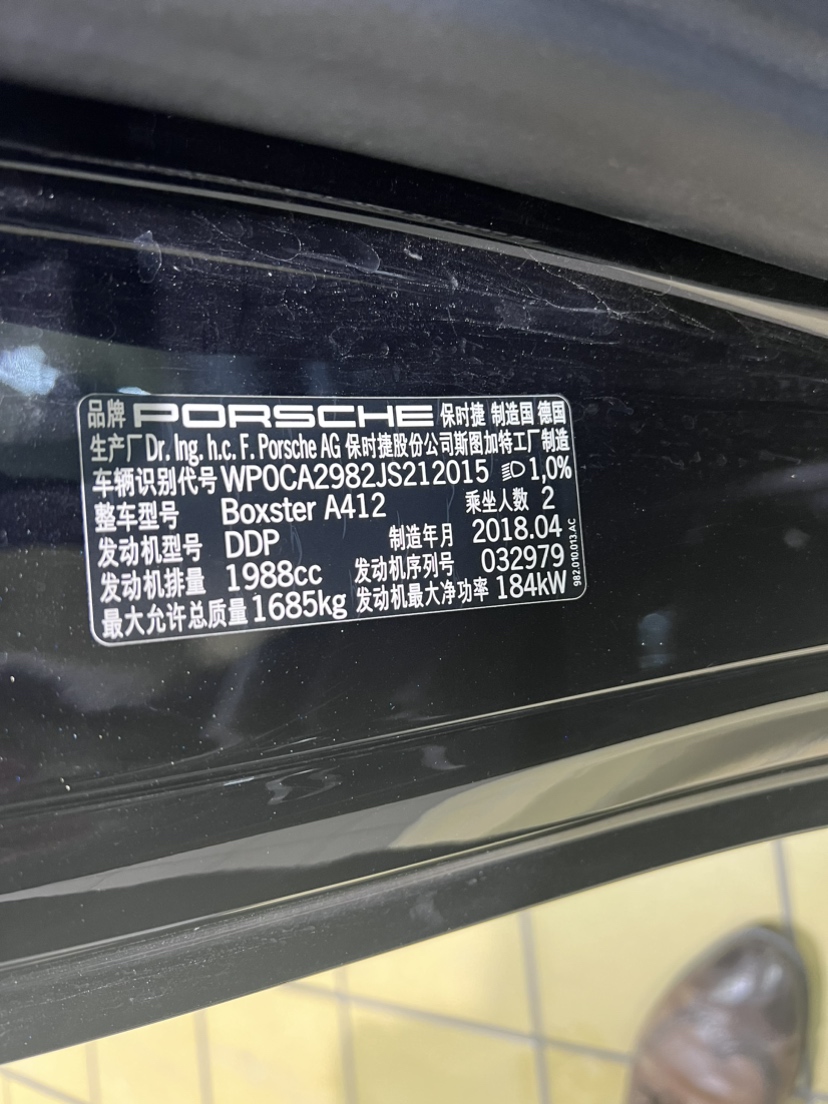 品牌 PORSCHE 保时捷 制造国 德国
生产厂 Dr. Ing. h.c. F. Porsche AG 保时捷股份公司斯图加特工厂制造
车辆识别代号 WP0CA2982JS212015 1,0%
整车型号 Boxster A412 乘坐人数 2
发动机型号 DDP 制造年月 2018.04
发动机排量 1988cc 发动机序列号 032979
最大允许总质量 1685kg 发动机最大净功率 184kW
982.010.013.AC